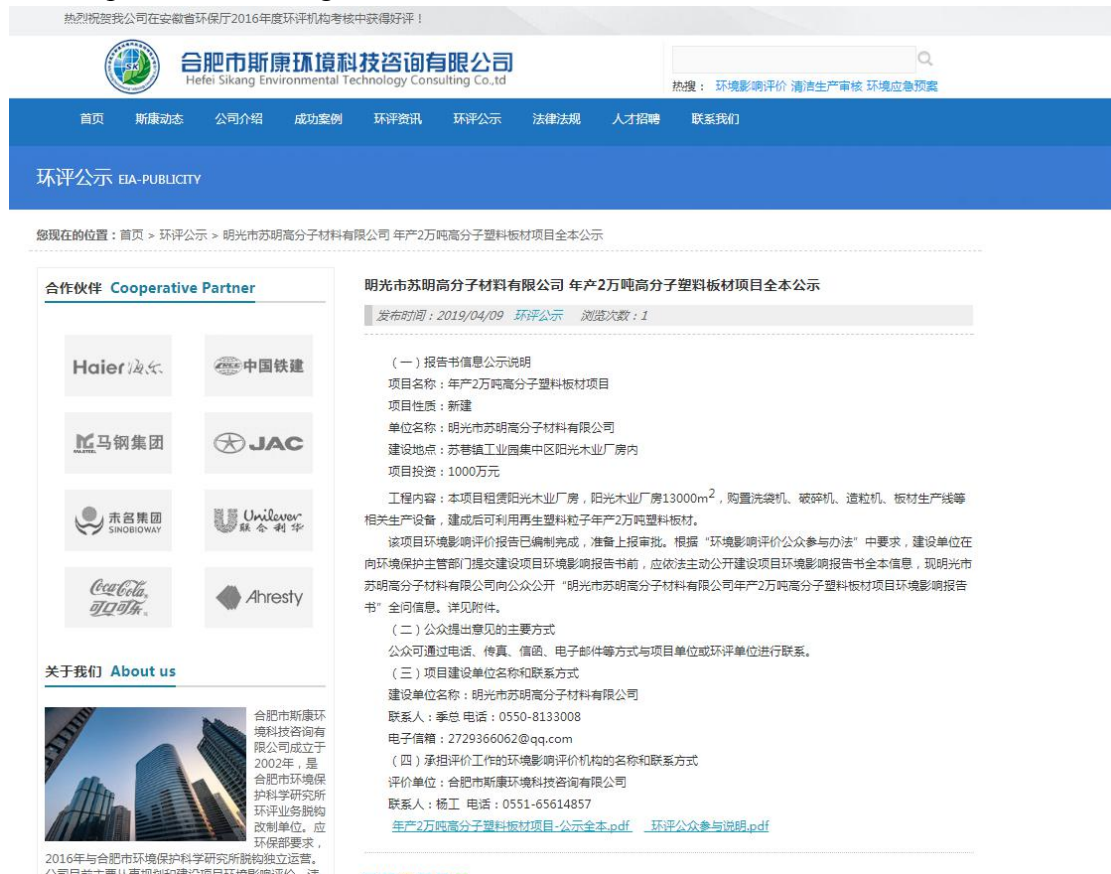 热烈祝贺我公司在安徽省环保厅2016年度环评机构考核中获得好评！
合肥市斯康环境科技咨询有限公司
Hefei Sikang Environmental Technology Consulting Co.,td
热搜： 环境影响评价 清洁生产审核 环境应急预案
首页 斯康动态 公司介绍 成功案例 环评资讯 环评公示 法律法规 人才招聘 联系我们
环评公示 EIA-PUBLICITY
您现在的位置：首页 > 环评公示 > 明光市苏明高分子材料有限公司 年产2万吨高分子塑料板材项目全本公示
合作伙伴 Cooperative Partner
Haier 海尔
中国铁建
马钢集团
JAC
未名集团
SINOBIOWAY
Unilever
联合利华
Coca-Cola
可口可乐
Ahresty
关于我们 About us
合肥市斯康环
境科技咨询有
限公司成立于
2002年，是
合肥市环境保
护科学研究所
环评业务脱钩
改制单位。应
环保部要求，
2016年与合肥市环境保护科学研究所脱钩独立运营。
公司目前主要从事规划和建设项目环境影响评价、清
明光市苏明高分子材料有限公司 年产2万吨高分子塑料板材项目全本公示
发布时间：2019/04/09 环评公示 浏览次数：1
（一）报告书信息公示说明
项目名称：年产2万吨高分子塑料板材项目
项目性质：新建
单位名称：明光市苏明高分子材料有限公司
建设地点：苏巷镇工业园集中区阳光木业厂房内
项目投资：1000万元
工程内容：本项目租赁阳光木业厂房，阳光木业厂房13000m²，购置洗袋机、破碎机、造粒机、板材生产线等
相关生产设备，建成后可利用再生塑料粒子年产2万吨塑料板材。
该项目环境影响评价报告已编制完成，准备上报审批。根据“环境影响评价公众参与办法”中要求，建设单位在
向环境保护主管部门提交建设项目环境影响报告书前，应依法主动公开建设项目环境影响报告书全本信息，现明光市
苏明高分子材料有限公司向公众公开“明光市苏明高分子材料有限公司年产2万吨高分子塑料板材项目环境影响报告
书”全问信息。详见附件。
（二）公众提出意见的主要方式
公众可通过电话、传真、信函、电子邮件等方式与项目单位或环评单位进行联系。
（三）项目建设单位名称和联系方式
建设单位名称：明光市苏明高分子材料有限公司
联系人：季总 电话：0550-8133008
电子信箱：2729366062@qq.com
（四）承担评价工作的环境影响评价机构的名称和联系方式
评价单位：合肥市斯康环境科技咨询有限公司
联系人：杨工 电话：0551-65614857
年产2万吨高分子塑料板材项目-公示全本.pdf 环评公众参与说明.pdf